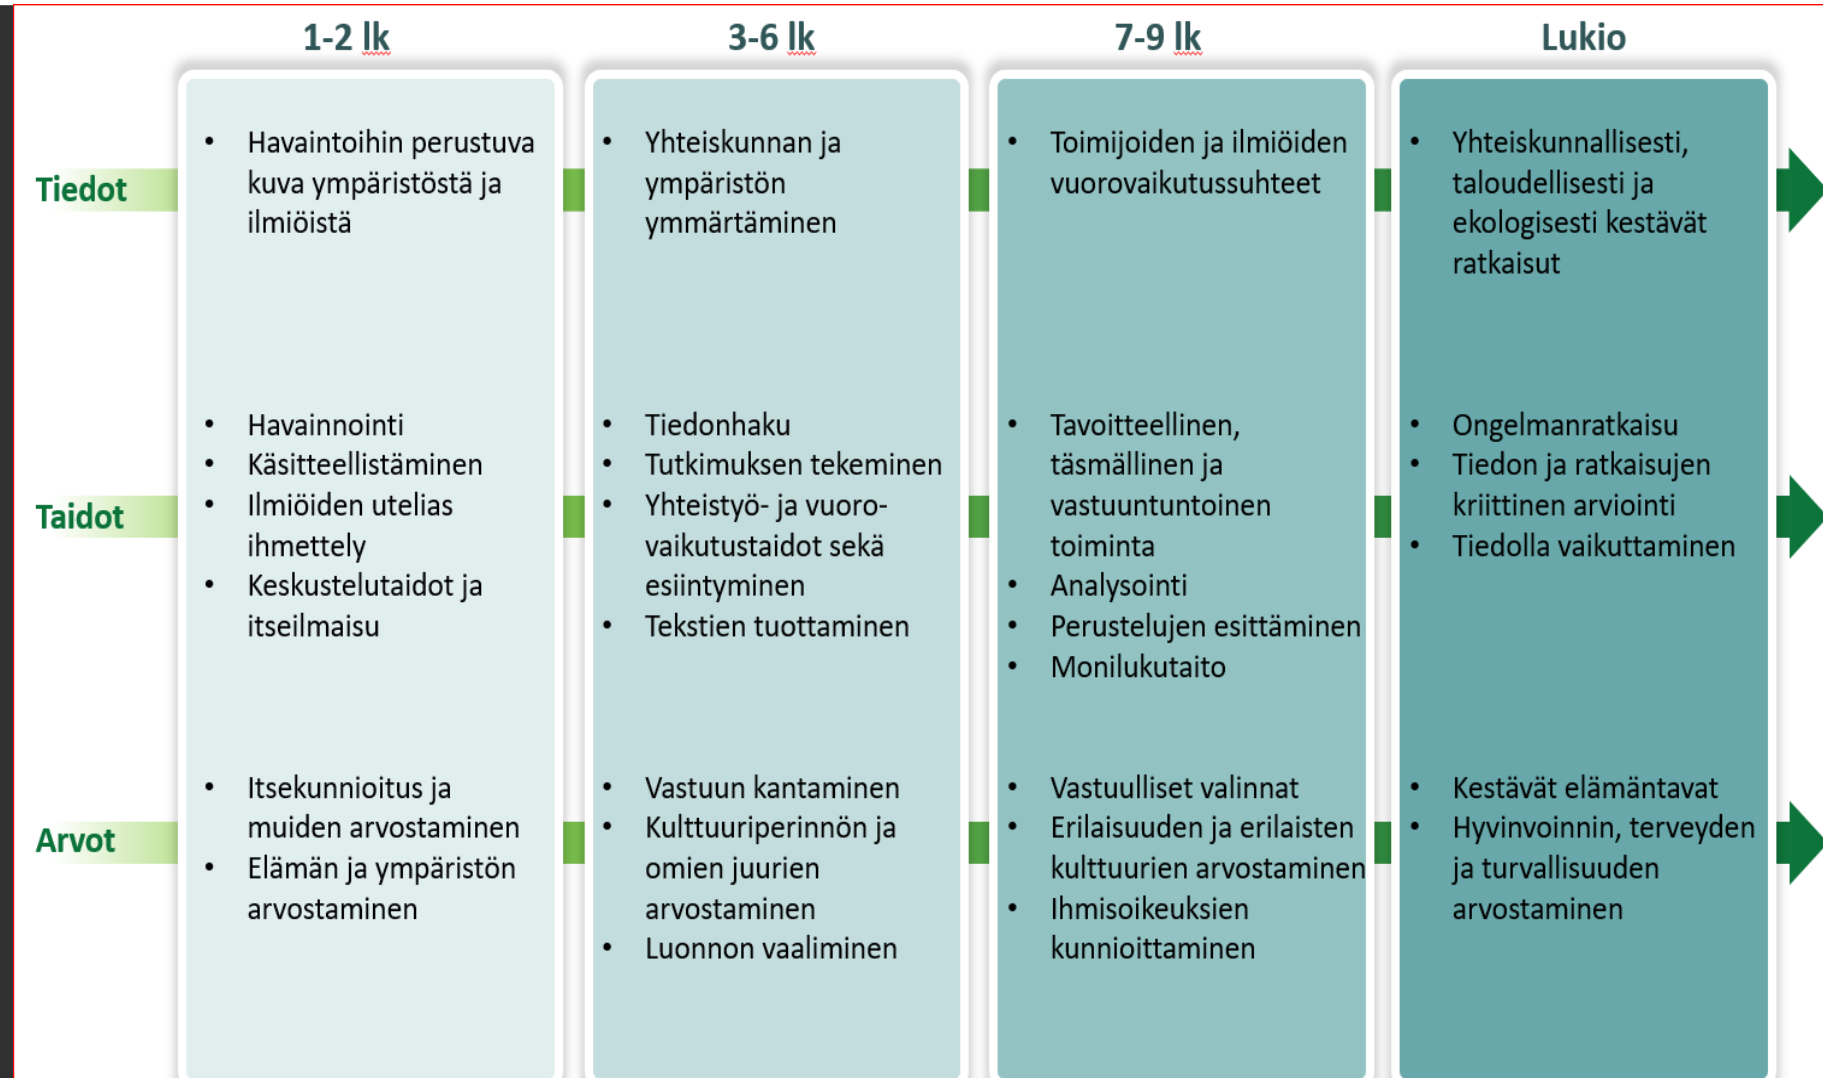 1-2 lk
3-6 lk
7-9 lk
Lukio
Tiedot
• Havaintoihin perustuva
kuva ympäristöstä ja
ilmiöistä
• Yhteiskunnan ja
ympäristön
ymmärtäminen
• Toimijoiden ja ilmiöiden
vuorovaikutussuhteet
• Yhteiskunnallisesti,
taloudellisesti ja
ekologisesti kestävät
ratkaisut
Taidot
• Havainnointi
• Käsitteellistäminen
• Ilmiöiden utelias
ihmettely
• Keskustelutaidot ja
itseilmaisu
• Tiedonhaku
• Tutkimuksen tekeminen
• Yhteistyö- ja vuoro-
vaikutustaidot sekä
esiintyminen
• Tekstien tuottaminen
• Tavoitteellinen,
täsmällinen ja
vastuuntuntoinen
toiminta
• Analysointi
• Perustelujen esittäminen
• Monilukutaito
• Ongelmanratkaisu
• Tiedon ja ratkaisujen
kriittinen arviointi
• Tiedolla vaikuttaminen
Arvot
• Itsekunnioitus ja
muiden arvostaminen
• Elämän ja ympäristön
arvostaminen
• Vastuun kantaminen
• Kulttuuriperinnön ja
omien juurien
arvostaminen
• Luonnon vaaliminen
• Vastuulliset valinnat
• Erilaisuuden ja erilaisten
kulttuurien arvostaminen
• Ihmisoikeuksien
kunnioittaminen
• Kestävät elämäntavat
• Hyvinvoinnin, terveyden
ja turvallisuuden
arvostaminen